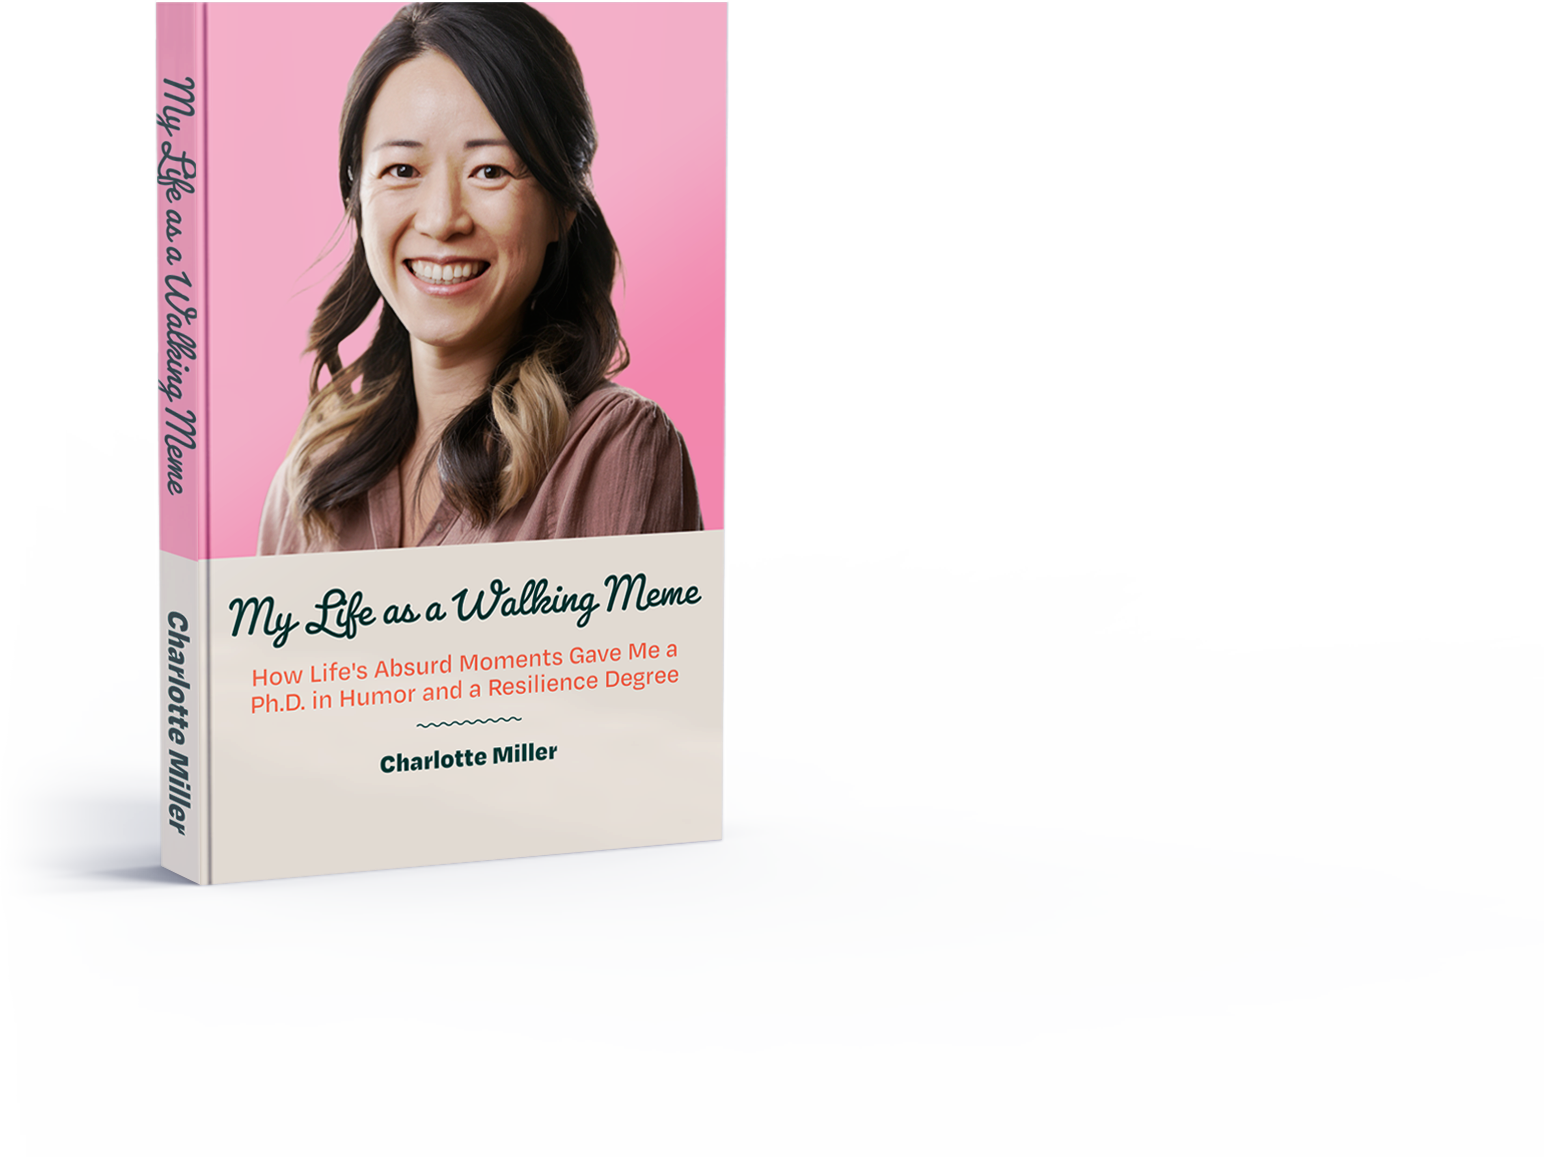 My Life as a Walking Meme
Charlotte Miller
My Life as a Walking Meme
How Life's Absurd Moments Gave Me a
Ph.D. in Humor and a Resilience Degree
Charlotte Miller